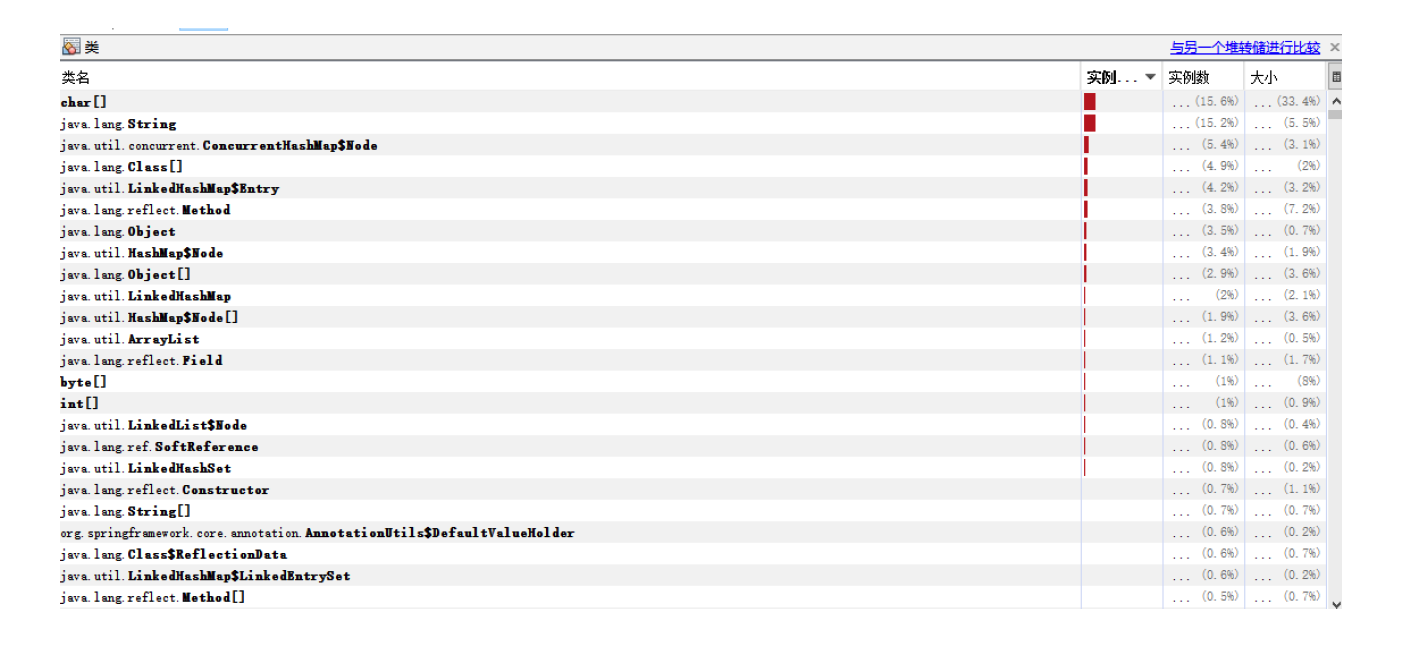 类 与另一个堆转储进行比较 ×
类名 实例... 实例数 大小
char[] ... (15.6%) ... (33.4%)
java.lang.String ... (15.2%) ... (5.5%)
java.util.concurrent.ConcurrentHashMap$Node ... (5.4%) ... (3.1%)
java.lang.Class[] ... (4.9%) ... (2%)
java.util.LinkedHashMap$Entry ... (4.2%) ... (3.2%)
java.lang.reflect.Method ... (3.8%) ... (7.2%)
java.lang.Object ... (3.5%) ... (0.7%)
java.util.HashMap$Node ... (3.4%) ... (1.9%)
java.lang.Object[] ... (2.9%) ... (3.6%)
java.util.LinkedHashMap ... (2%) ... (2.1%)
java.util.HashMap$Node[] ... (1.9%) ... (3.6%)
java.util.ArrayList ... (1.2%) ... (0.5%)
java.lang.reflect.Field ... (1.1%) ... (1.7%)
byte[] ... (1%) ... (8%)
int[] ... (1%) ... (0.9%)
java.util.LinkedList$Node ... (0.8%) ... (0.4%)
java.lang.ref.SoftReference ... (0.8%) ... (0.6%)
java.util.LinkedHashSet ... (0.8%) ... (0.2%)
java.lang.reflect.Constructor ... (0.7%) ... (1.1%)
java.lang.String[] ... (0.7%) ... (0.7%)
org.springframework.core.annotation.AnnotationUtils$DefaultValueHolder ... (0.6%) ... (0.2%)
java.lang.Class$ReflectionData ... (0.6%) ... (0.7%)
java.util.LinkedHashMap$LinkedEntrySet ... (0.6%) ... (0.2%)
java.lang.reflect.Method[] ... (0.5%) ... (0.7%)